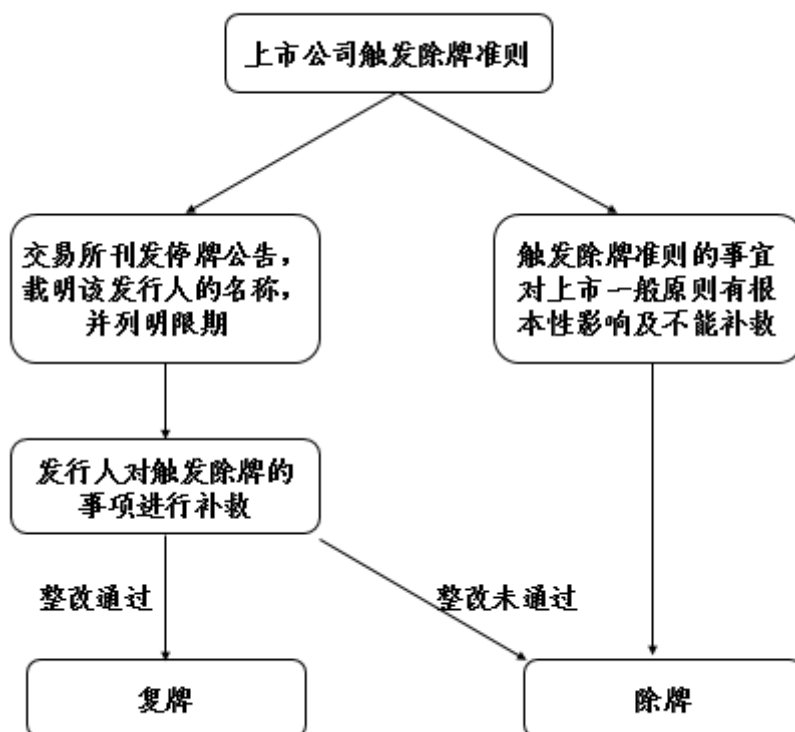 上市公司触发除牌准则
交易所刊发停牌公告，
载明该发行人的名称，
并列明限期
触发除牌准则的事宜
对上市一般原则有根
本性影响及不能补救
发行人对触发除牌的
事项进行补救
整改通过
整改未通过
复牌
除牌